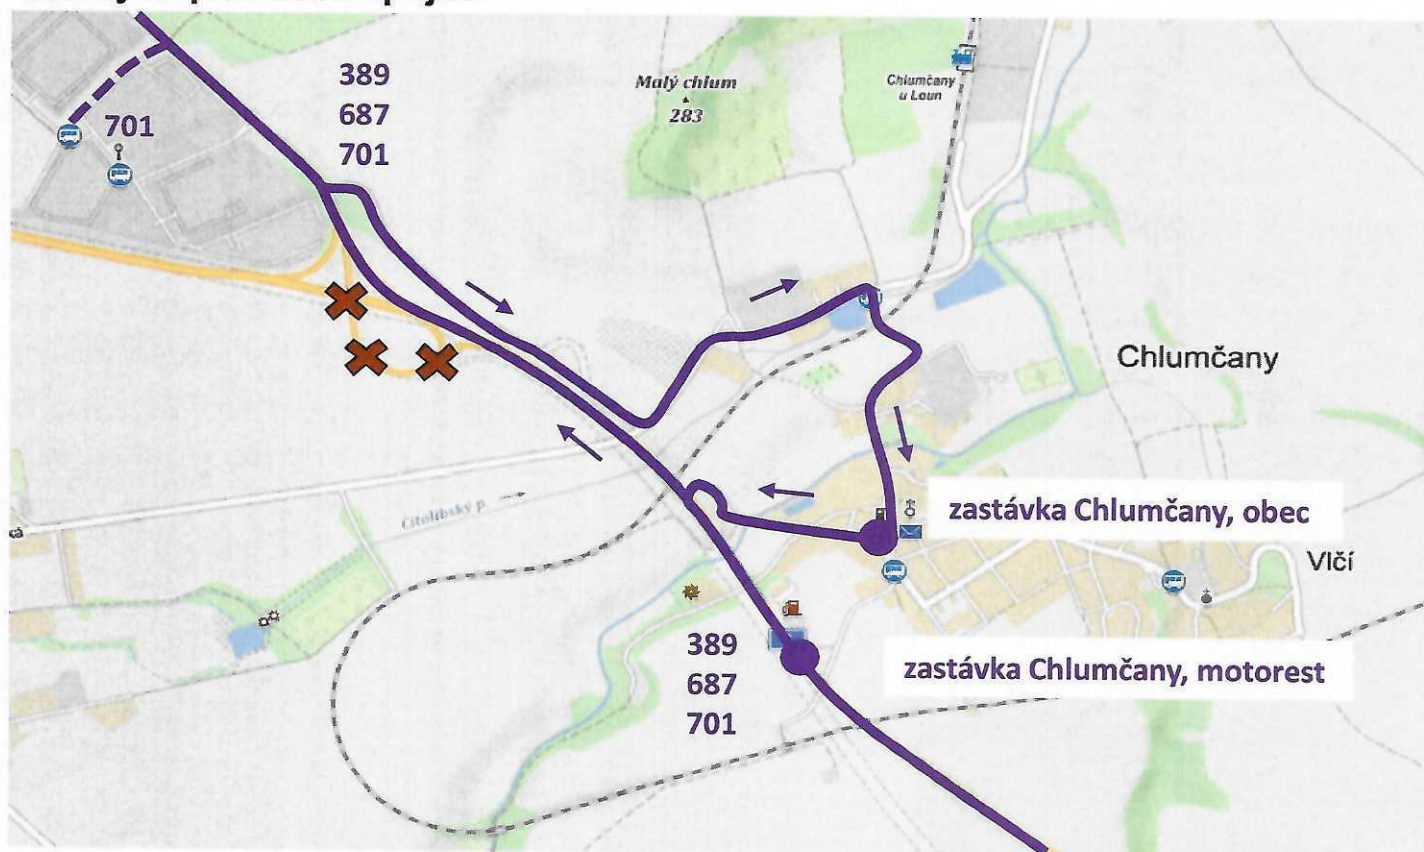 389
687
701
701
Malý chlum
283
Chlumčany
u Loun
Chlumčany
Citolibský p.
zastávka Chlumčany, obec
Vlčí
389
687
701
zastávka Chlumčany, motorest